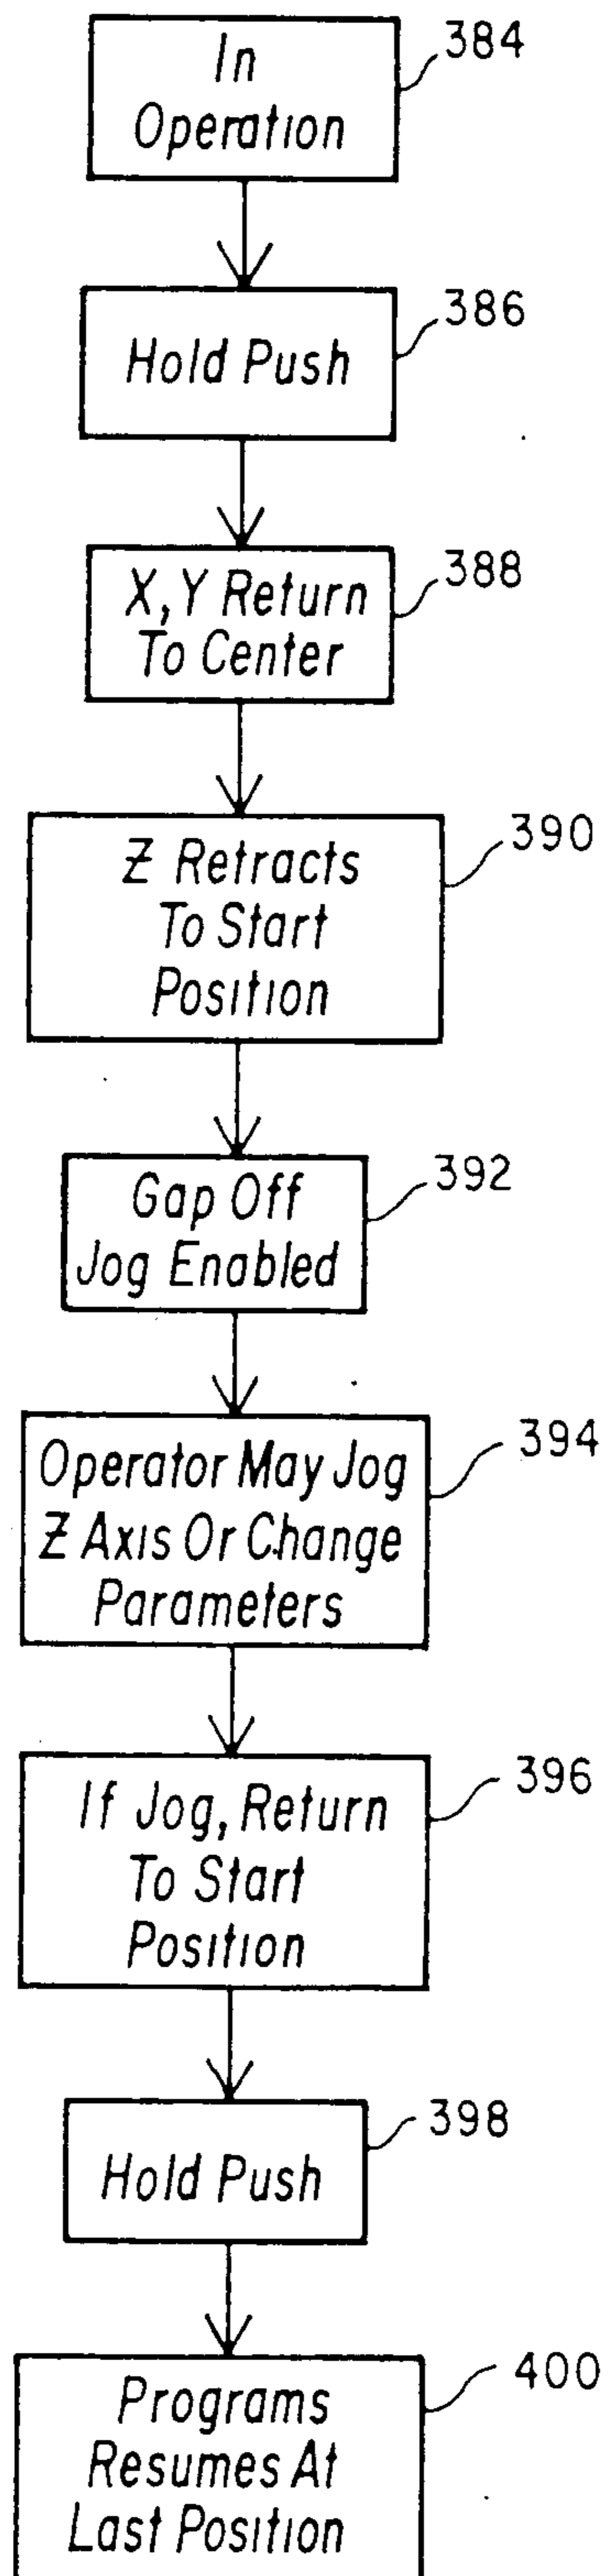 In
Operation
384
Hold Push
386
X, Y Return
To Center
388
Z Retracts
To Start
Position
390
Gap Off
Jog Enabled
392
Operator May Jog
Z Axis Or Change
Parameters
394
If Jog, Return
To Start
Position
396
Hold Push
398
Programs
Resumes At
Last Position
400